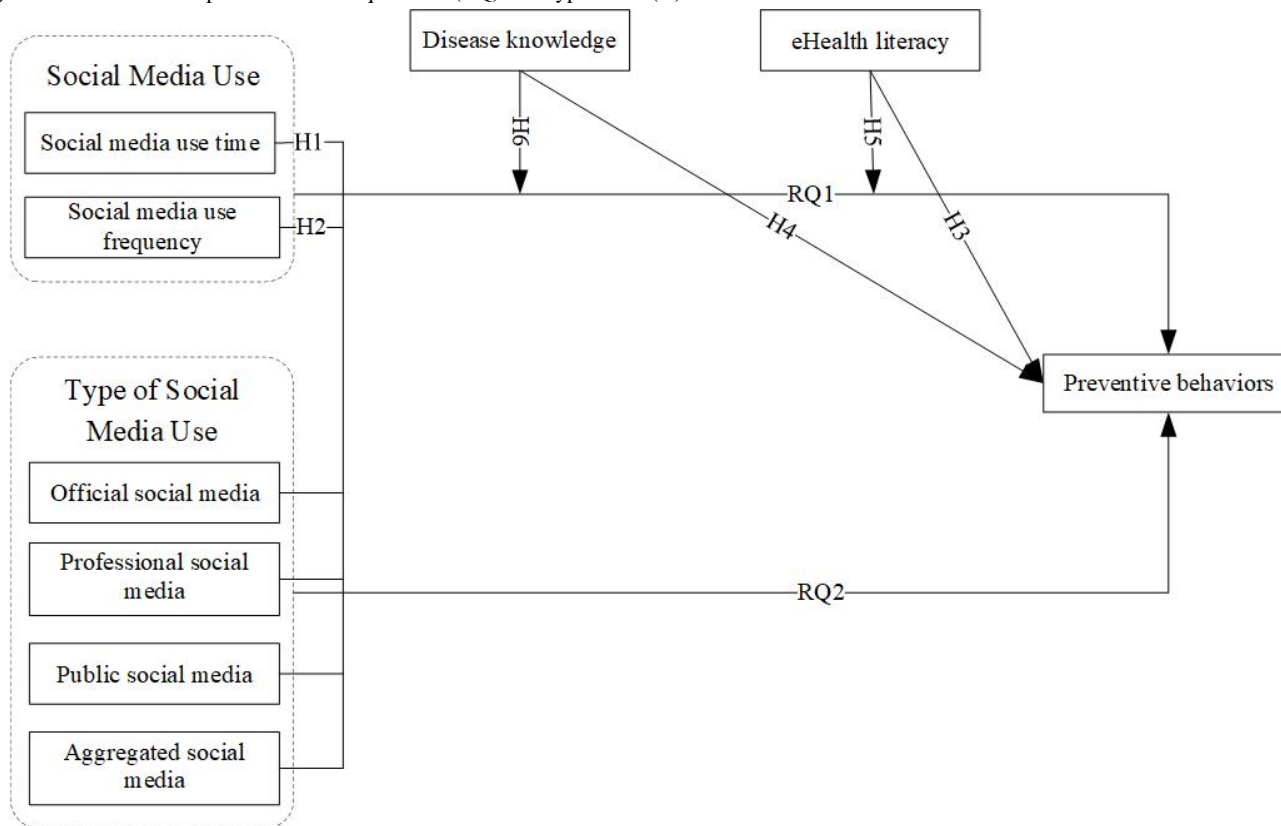 Disease knowledge
eHealth literacy
Social Media Use
Social media use time
H1
H6
H5
Social media use
frequency
H2
RQ1
H4
H3
Type of Social
Media Use
Preventive behaviors
Official social media
Professional social
media
RQ2
Public social media
Aggregated social
media